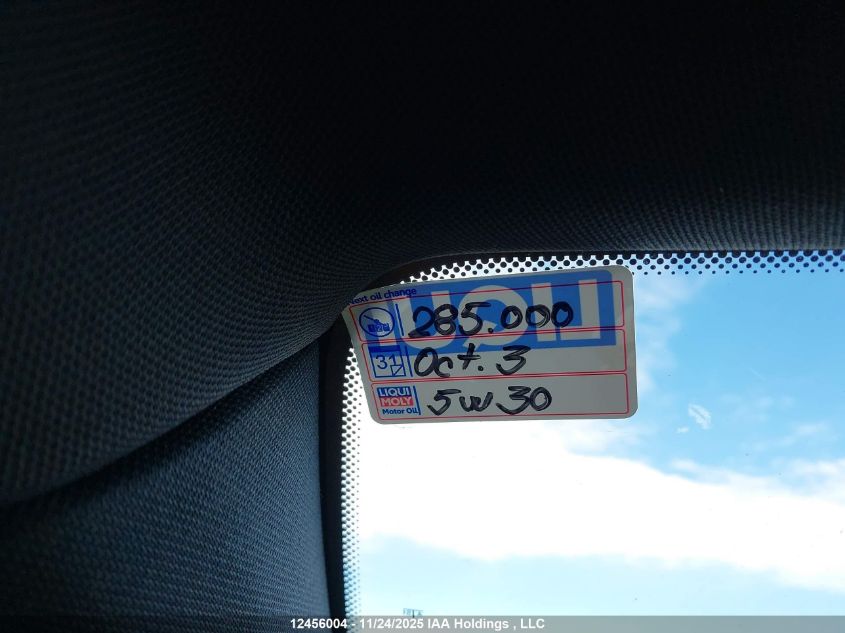 Next oil change
285.000
31 Oct. 3
LIQUI MOLY Motor Oil 5w30
12456004 - 11/24/2025 IAA Holdings , LLC